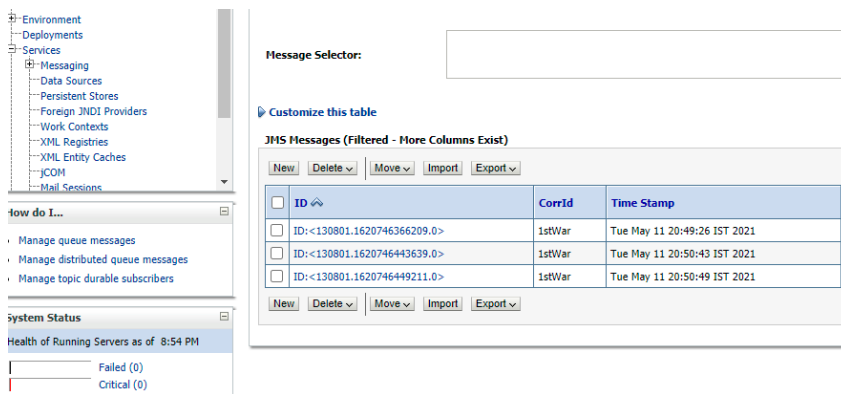 Environment
Deployments
Services
Messaging
Data Sources
Persistent Stores
Foreign JNDI Providers
Work Contexts
XML Registries
XML Entity Caches
jCOM
Mail Sessions
How do I...
Manage queue messages
Manage distributed queue messages
Manage topic durable subscribers
System Status
Health of Running Servers as of 8:54 PM
Failed (0)
Critical (0)
Message Selector:
Customize this table
JMS Messages (Filtered - More Columns Exist)
New Delete Move Import Export
ID CorrId Time Stamp
ID:<130801.1620746366209.0> 1stWar Tue May 11 20:49:26 IST 2021
ID:<130801.1620746443639.0> 1stWar Tue May 11 20:50:43 IST 2021
ID:<130801.1620746449211.0> 1stWar Tue May 11 20:50:49 IST 2021
New Delete Move Import Export